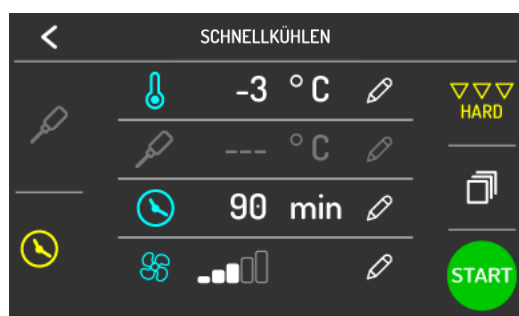 SCHNELLKÜHLEN
-3 °C
HARD
--- °C
90 min
START